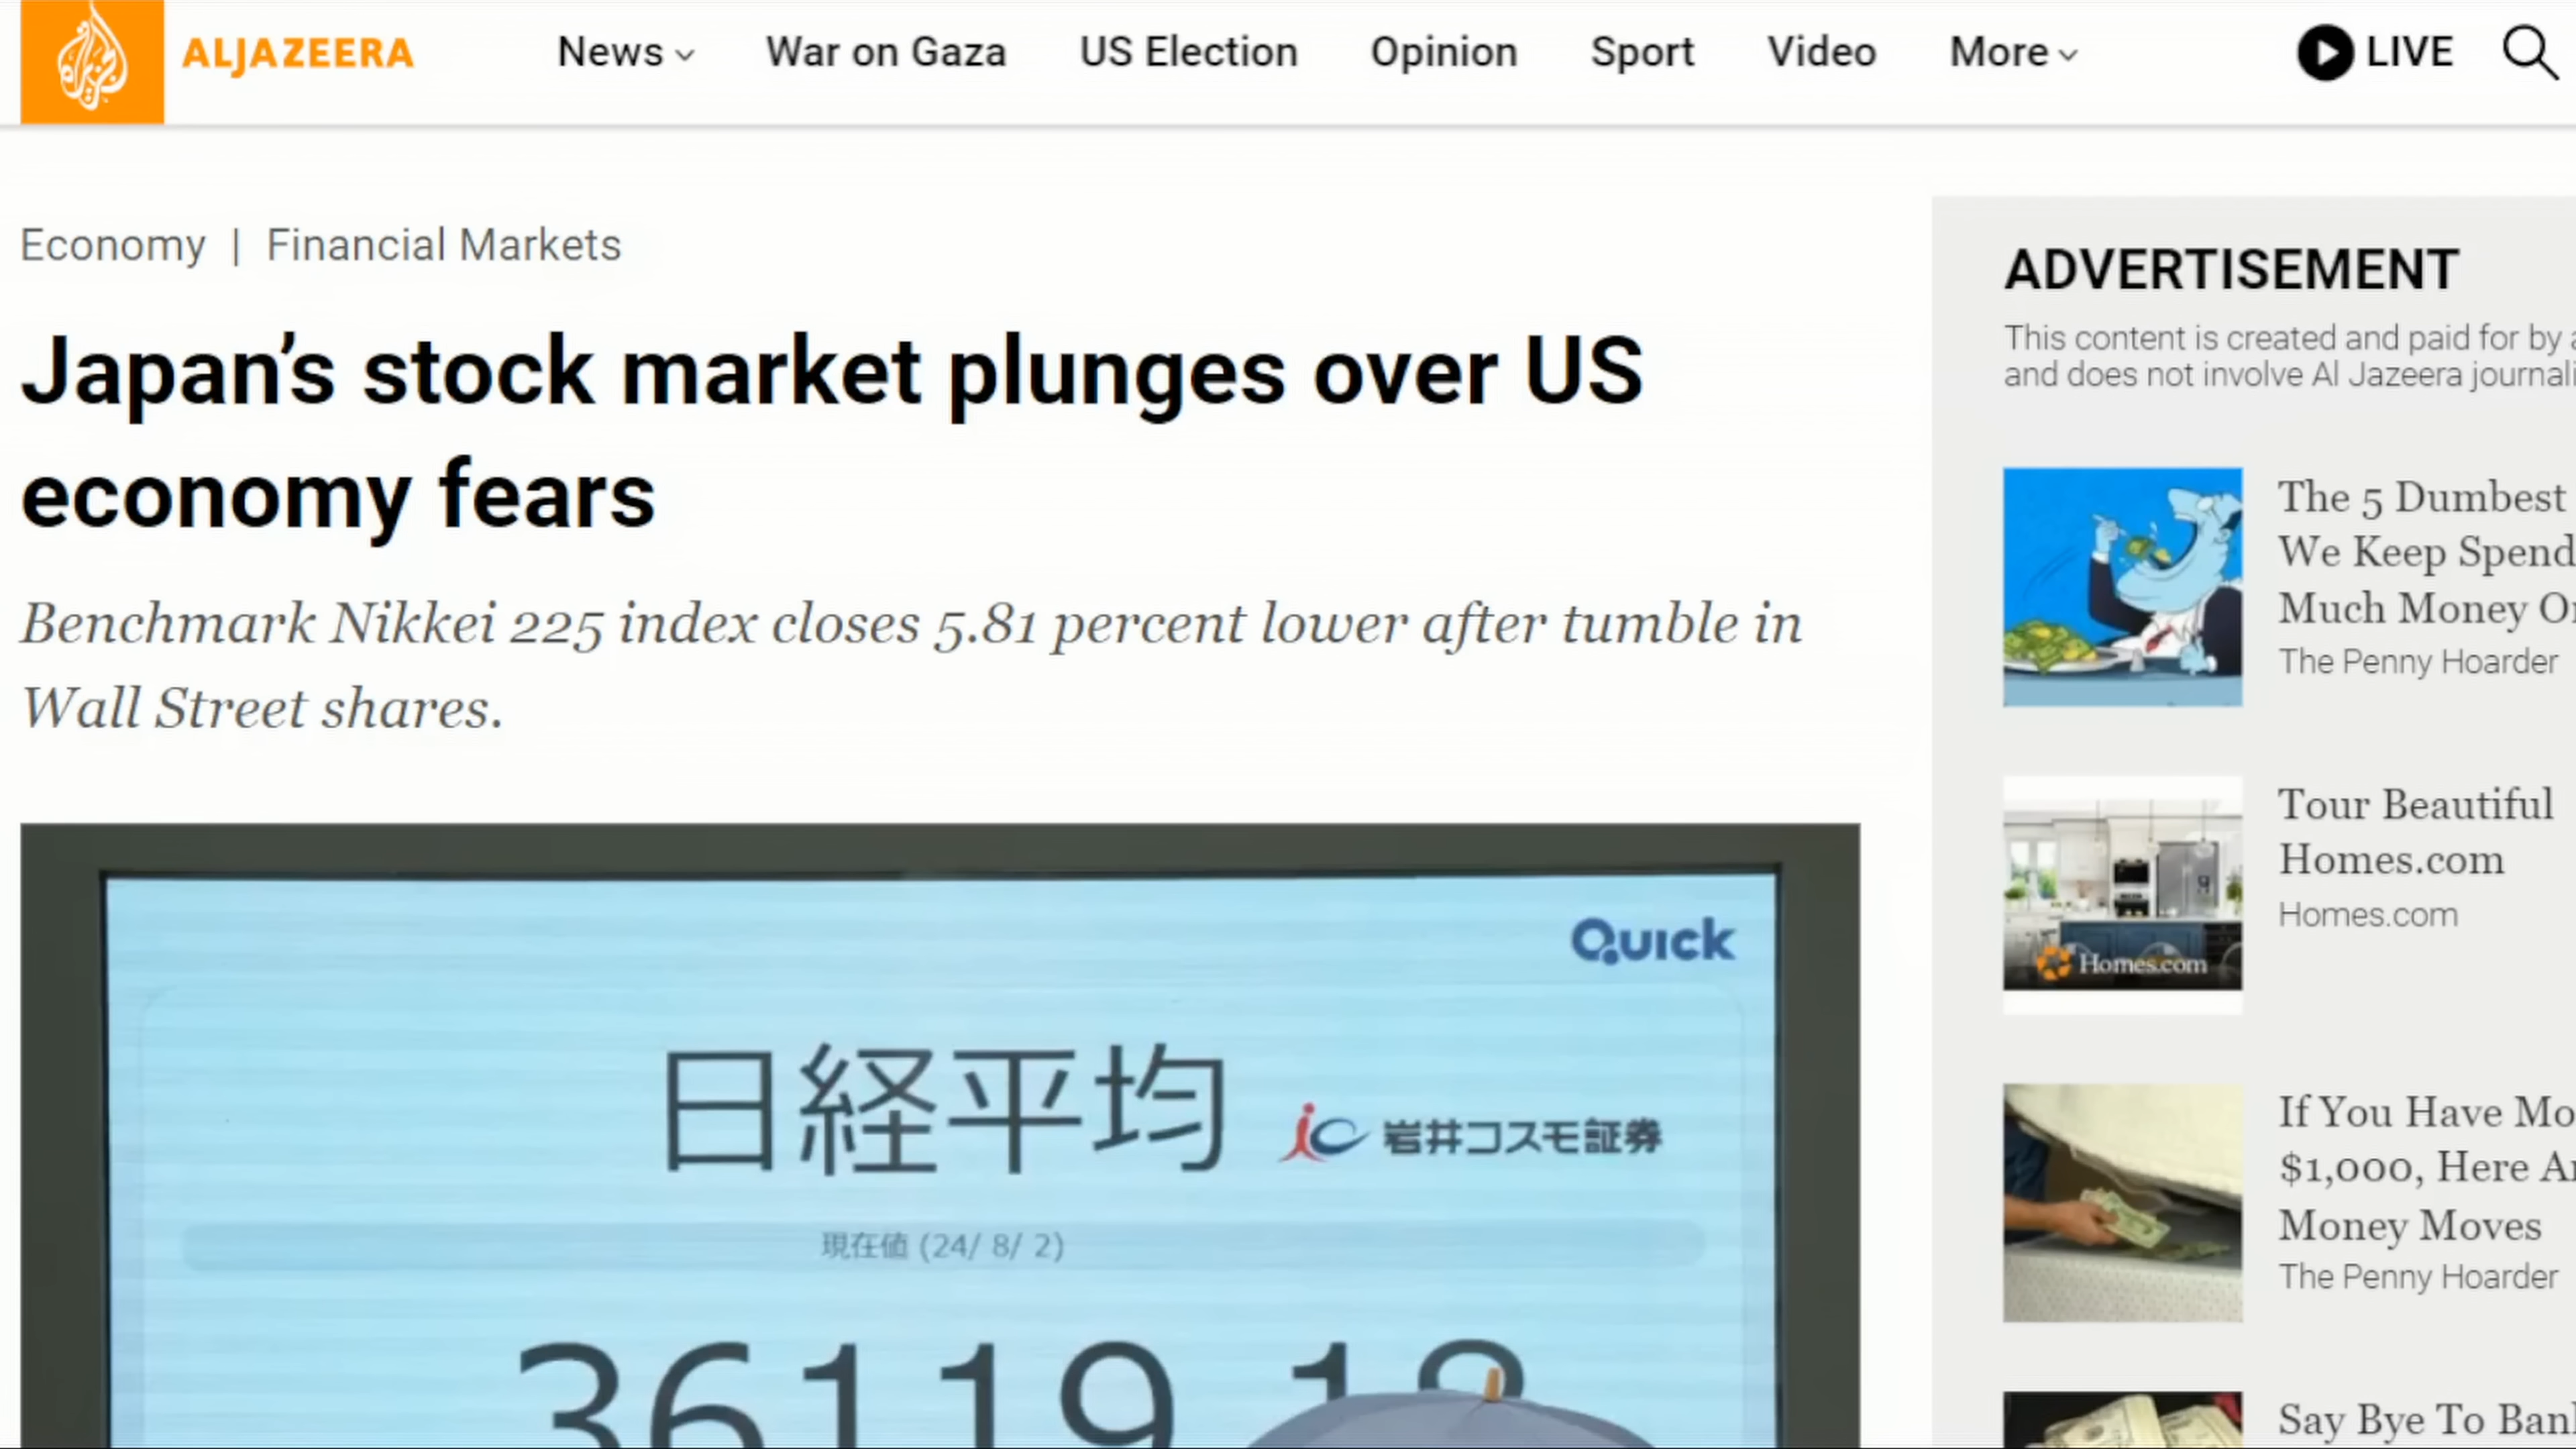 ALJAZEERA
News
War on Gaza
US Election
Opinion
Sport
Video
More
LIVE
Economy | Financial Markets
Japan’s stock market plunges over US
economy fears
Benchmark Nikkei 225 index closes 5.81 percent lower after tumble in
Wall Street shares.
Quick
日経平均
岩井コスモ証券
現在値 (24/ 8/ 2)
36119
ADVERTISEMENT
This content is created and paid for by
and does not involve Al Jazeera
The 5 Dumbest
We Keep
Much Money
The Penny Hoarder
Tour Beautiful
Homes.com
Homes.com
Homes.com
If You Have
$1,000, Here
Money Moves
The Penny Hoarder
Say Bye To